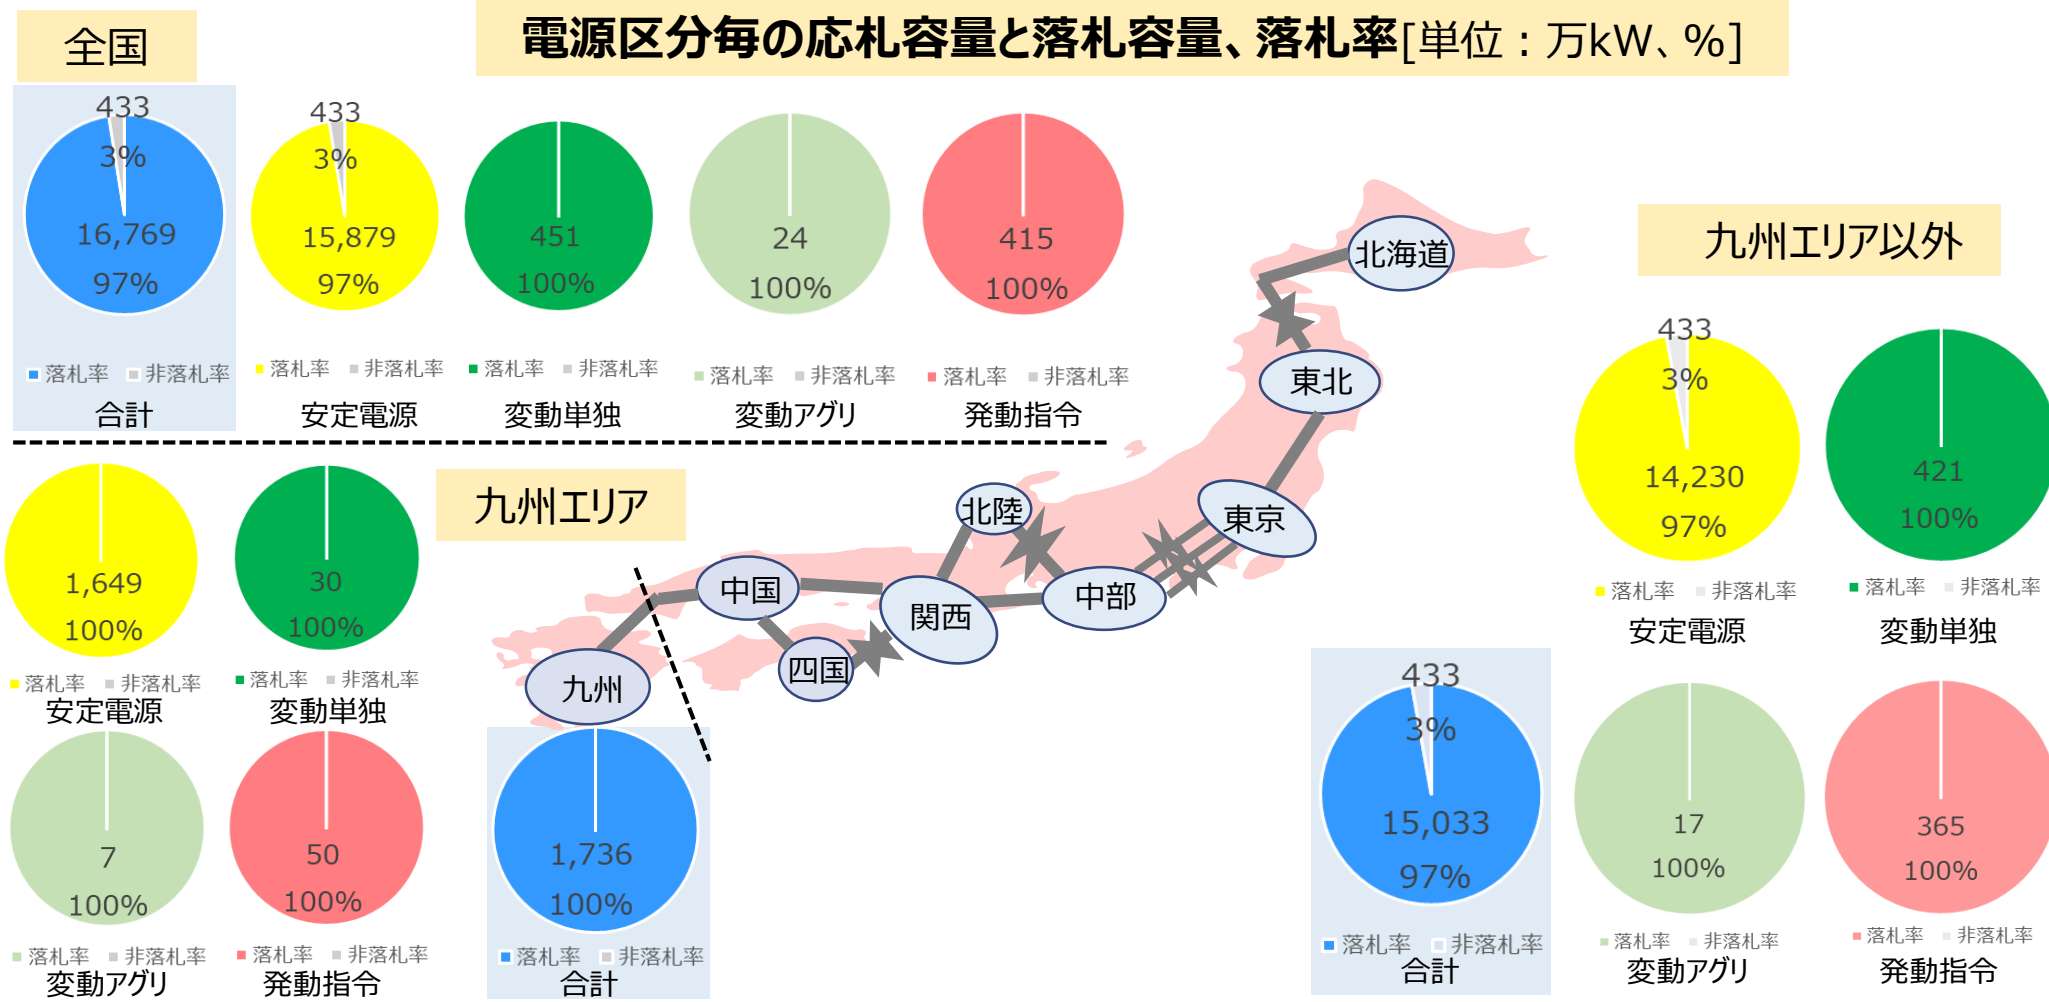 電源区分毎の応札容量と落札容量、落札率[単位：万kW、%]
全国
433
3%
16,769
97%
落札率 非落札率
合計
433
3%
15,879
97%
落札率 非落札率
安定電源
451
100%
落札率 非落札率
変動単独
24
100%
落札率 非落札率
変動アグリ
415
100%
落札率 非落札率
発動指令
九州エリア
1,649
100%
落札率 非落札率
安定電源
30
100%
落札率 非落札率
変動単独
7
100%
落札率 非落札率
変動アグリ
50
100%
落札率 非落札率
発動指令
1,736
100%
落札率 非落札率
合計
北海道
東北
東京
北陸
中部
関西
中国
四国
九州
九州エリア以外
433
3%
14,230
97%
落札率 非落札率
安定電源
421
100%
落札率 非落札率
変動単独
433
3%
15,033
97%
落札率 非落札率
合計
17
100%
落札率 非落札率
変動アグリ
365
100%
落札率 非落札率
発動指令